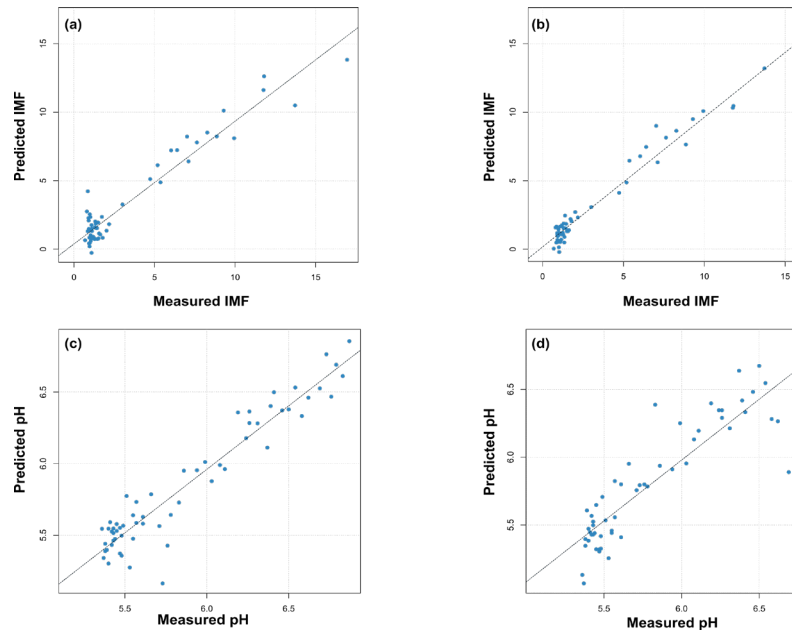 (a)
Predicted IMF
15
10
5
0
0 5 10 15
Measured IMF
(b)
Predicted IMF
15
10
5
0
0 5 10 15
Measured IMF
(c)
Predicted pH
6.5
6.0
5.5
5.5 6.0 6.5
Measured pH
(d)
Predicted pH
6.5
6.0
5.5
5.5 6.0 6.5
Measured pH